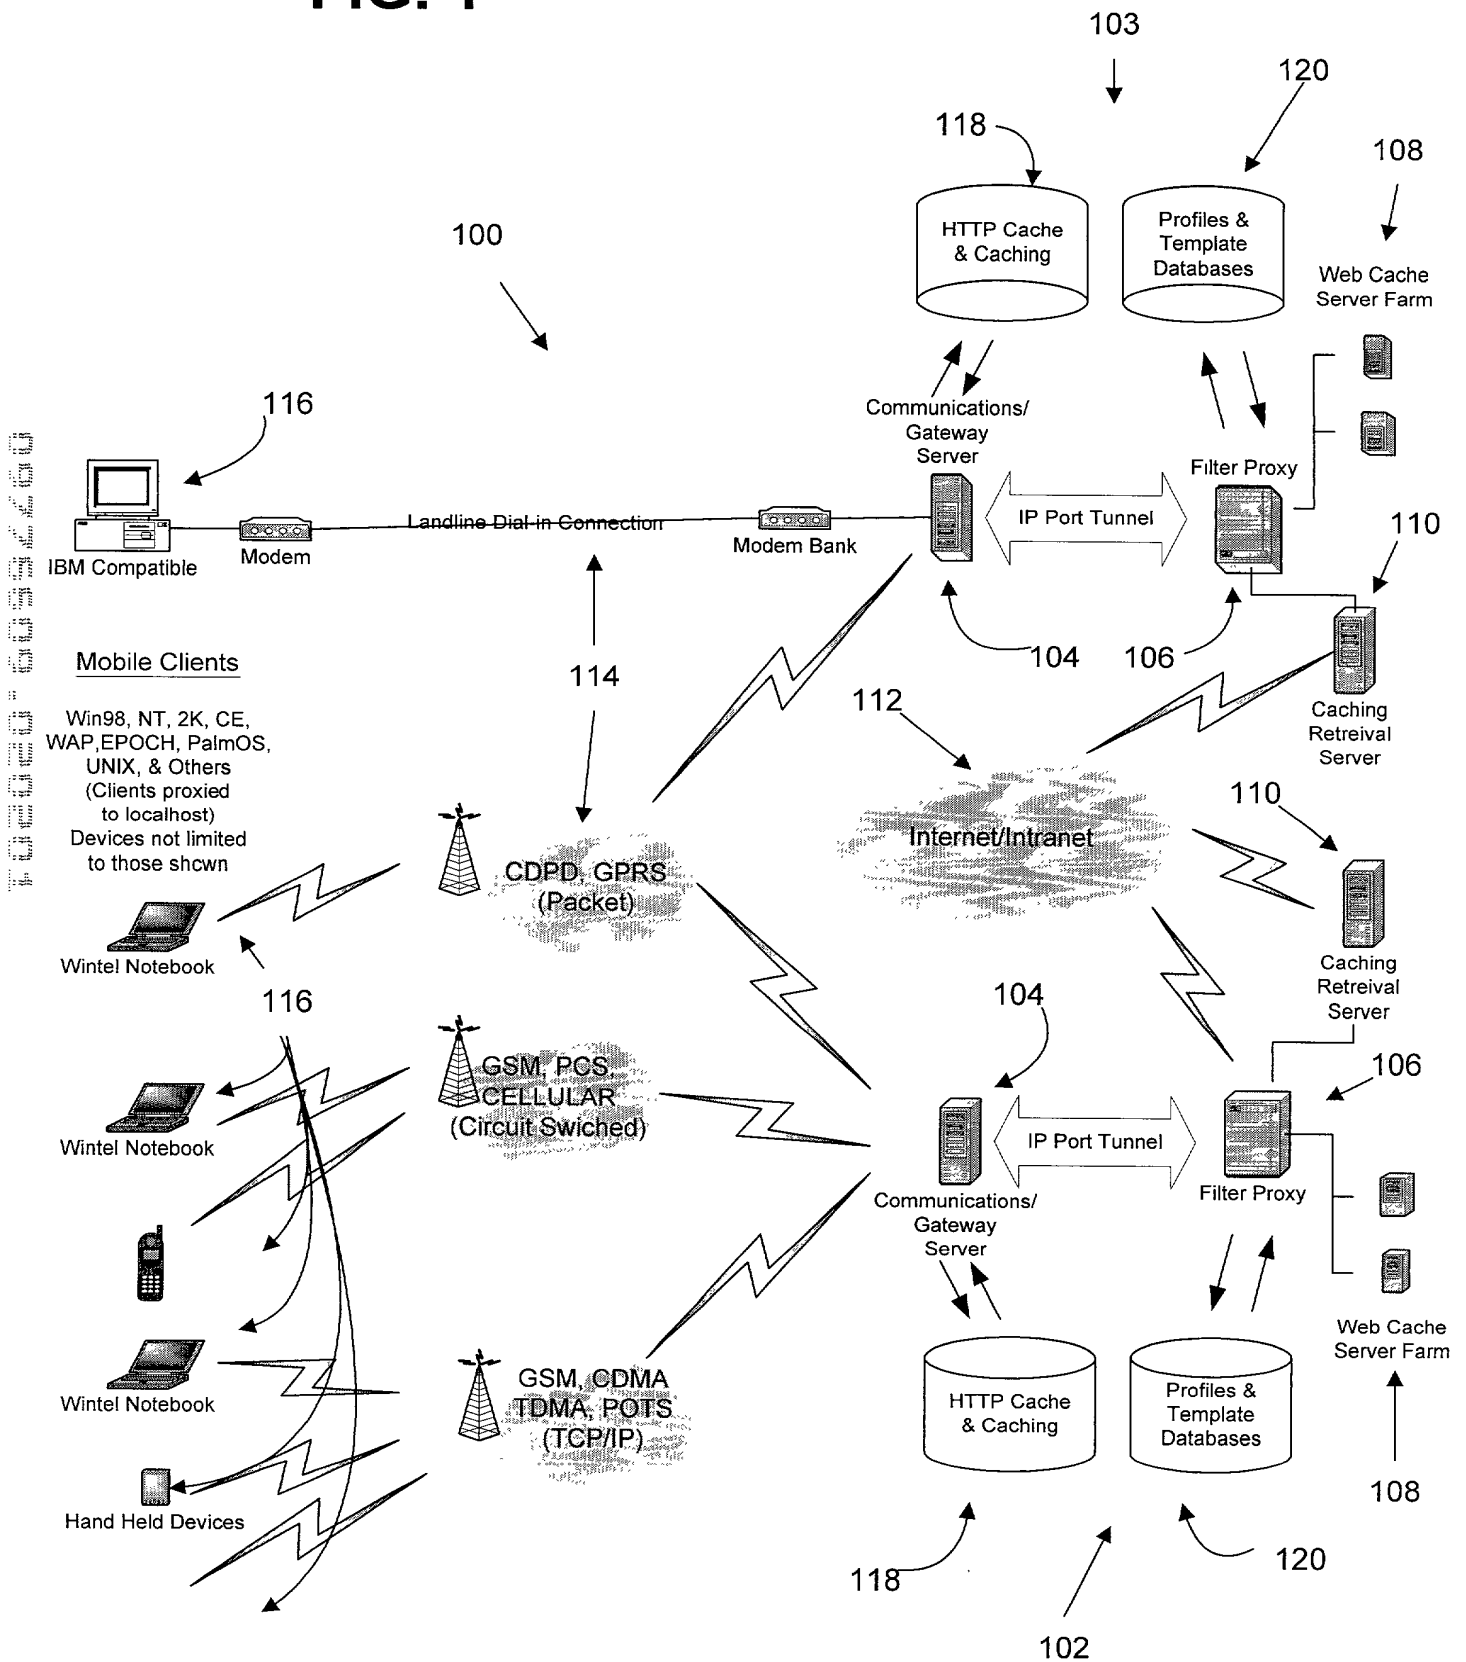 FIG. 1
103
120
118
108
100
HTTP Cache
& Caching
Profiles &
Template
Databases
Web Cache
Server Farm
116
Communications/
Gateway
Server
Filter Proxy
IP Port Tunnel
110
Landline Dial-in Connection
Modem
Modem Bank
IBM Compatible
104
106
114
112
Mobile Clients
Win98, NT, 2K, CE,
WAP,EPOCH, PalmOS,
UNIX, & Others
(Clients proxied
to localhost)
Devices not limited
to those shcwn
Caching
Retreival
Server
Internet/Intranet
110
CDPD, GPRS
(Packet)
Wintel Notebook
116
Caching
Retreival
Server
104
GSM, PCS,
CELLULAR
(Circuit Swiched)
106
Wintel Notebook
IP Port Tunnel
Communications/
Gateway
Server
Filter Proxy
Web Cache
Server Farm
Wintel Notebook
GSM, CDMA
TDMA, POTS
(TCP/IP)
HTTP Cache
& Caching
Profiles &
Template
Databases
108
Hand Held Devices
118
120
102